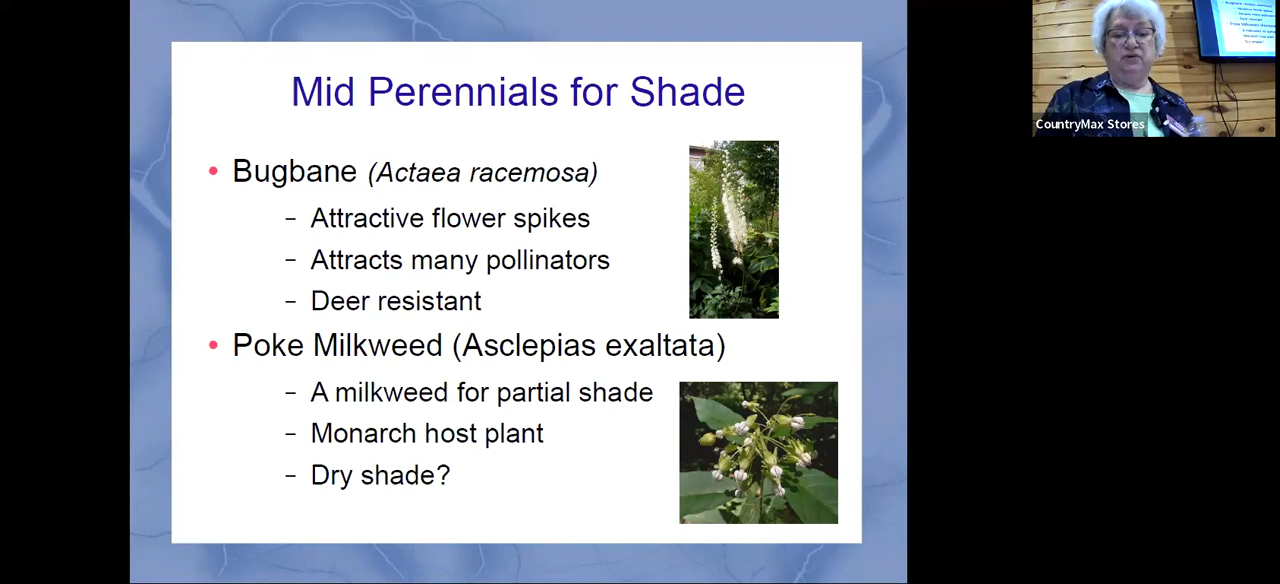 Mid Perennials for Shade
• Bugbane (Actaea racemosa)
– Attractive flower spikes
– Attracts many pollinators
– Deer resistant
• Poke Milkweed (Asclepias exaltata)
– A milkweed for partial shade
– Monarch host plant
– Dry shade?
CountryMax Stores